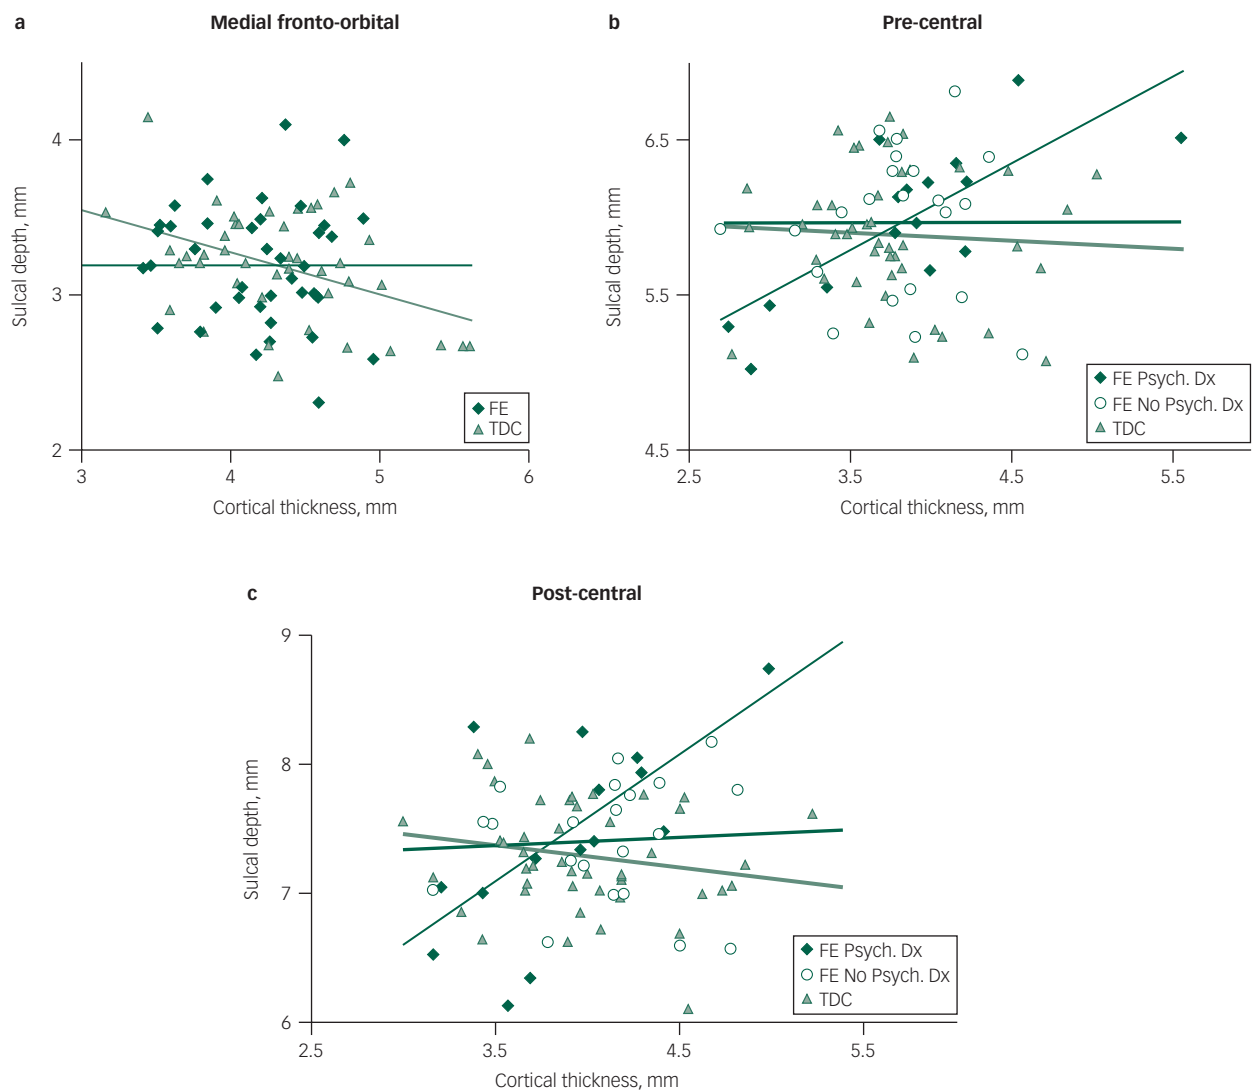 a
Medial fronto-orbital
4
3
2
3
4
5
6
Sulcal depth, mm
Cortical thickness, mm
FE
TDC
b
Pre-central
6.5
5.5
4.5
2.5
3.5
4.5
5.5
Sulcal depth, mm
Cortical thickness, mm
FE Psych. Dx
FE No Psych. Dx
TDC
c
Post-central
9
8
7
6
2.5
3.5
4.5
5.5
Sulcal depth, mm
Cortical thickness, mm
FE Psych. Dx
FE No Psych. Dx
TDC